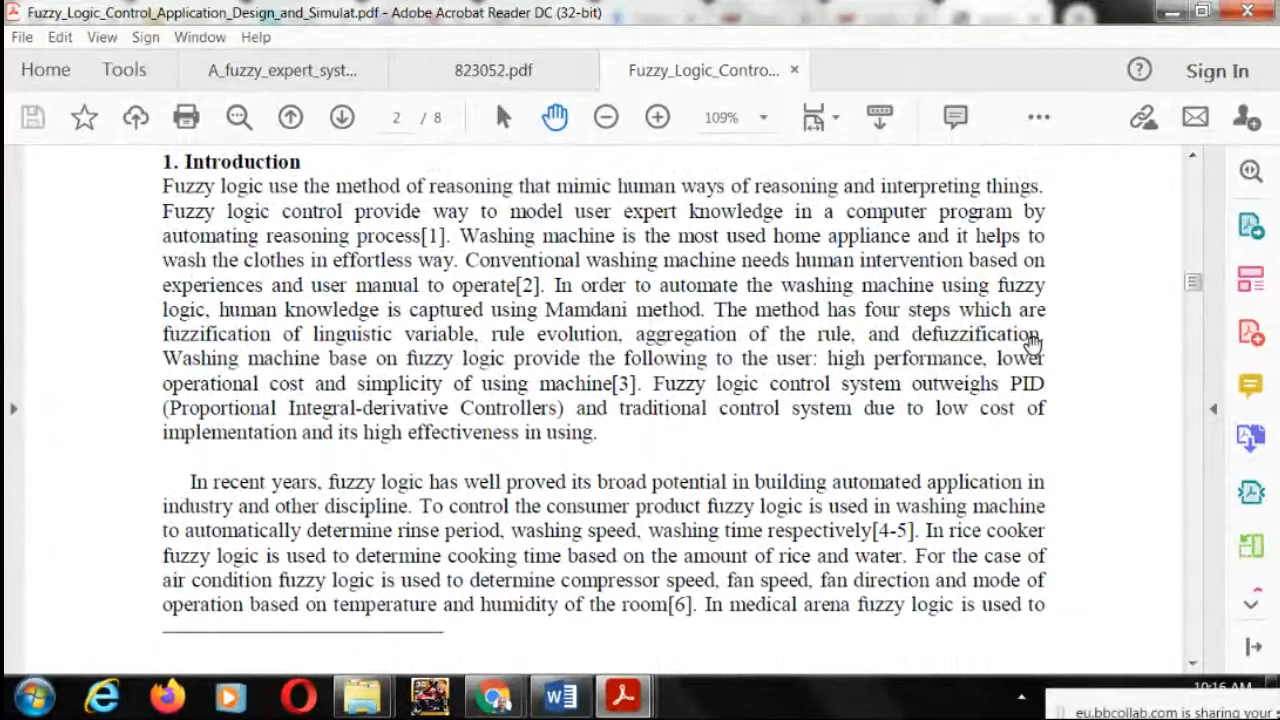 Fuzzy_Logic_Control_Application_Design_and_Simulat.pdf - Adobe Acrobat Reader DC (32-bit)
File Edit View Sign Window Help
Home Tools A_fuzzy_expert_syst... 823052.pdf Fuzzy_Logic_Contro... × Sign In
2 / 8 109%
1. Introduction
Fuzzy logic use the method of reasoning that mimic human ways of reasoning and interpreting things.
Fuzzy logic control provide way to model user expert knowledge in a computer program by
automating reasoning process[1]. Washing machine is the most used home appliance and it helps to
wash the clothes in effortless way. Conventional washing machine needs human intervention based on
experiences and user manual to operate[2]. In order to automate the washing machine using fuzzy
logic, human knowledge is captured using Mamdani method. The method has four steps which are
fuzzification of linguistic variable, rule evolution, aggregation of the rule, and defuzzification.
Washing machine base on fuzzy logic provide the following to the user: high performance, lower
operational cost and simplicity of using machine[3]. Fuzzy logic control system outweighs PID
(Proportional Integral-derivative Controllers) and traditional control system due to low cost of
implementation and its high effectiveness in using.
In recent years, fuzzy logic has well proved its broad potential in building automated application in
industry and other discipline. To control the consumer product fuzzy logic is used in washing machine
to automatically determine rinse period, washing speed, washing time respectively[4-5]. In rice cooker
fuzzy logic is used to determine cooking time based on the amount of rice and water. For the case of
air condition fuzzy logic is used to determine compressor speed, fan speed, fan direction and mode of
operation based on temperature and humidity of the room[6]. In medical arena fuzzy logic is used to
10:16 AM
eu.bbcollab.com is sharing your